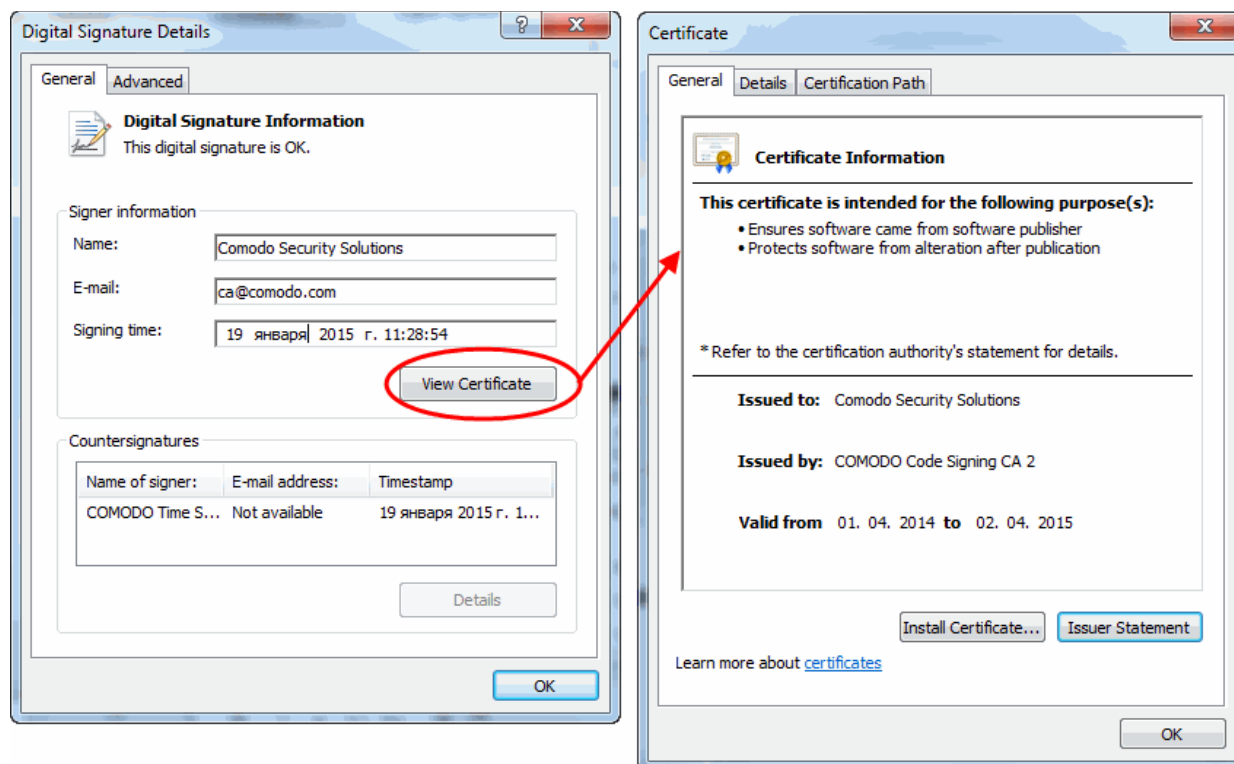 Digital Signature Details
General
Advanced
Digital Signature Information
This digital signature is OK.
Signer information
Name:
Comodo Security Solutions
E-mail:
ca@comodo.com
Signing time:
19 января 2015 г. 11:28:54
View Certificate
Countersignatures
Name of signer: E-mail address: Timestamp
COMODO Time S... Not available 19 января 2015 г. 1...
Details
OK
Certificate
General
Details
Certification Path
Certificate Information
This certificate is intended for the following purpose(s):
• Ensures software came from software publisher
• Protects software from alteration after publication
* Refer to the certification authority's statement for details.
Issued to: Comodo Security Solutions
Issued by: COMODO Code Signing CA 2
Valid from 01. 04. 2014 to 02. 04. 2015
Install Certificate...
Issuer Statement
Learn more about certificates
OK